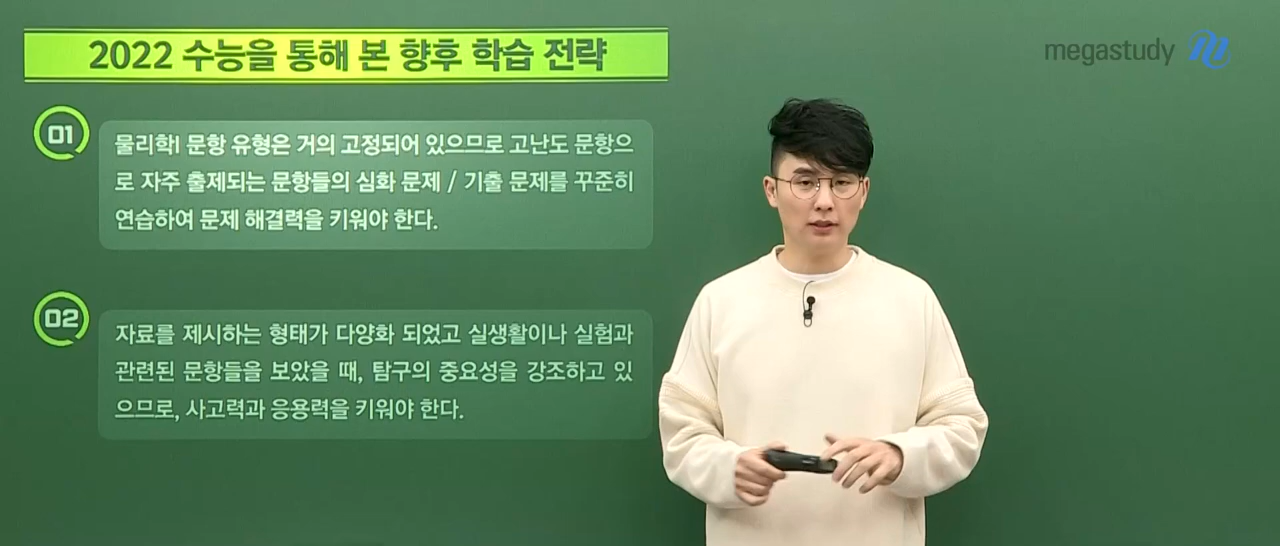 2022 수능을 통해 본 향후 학습 전략
megastudy
01
물리학I 문항 유형은 거의 고정되어 있으므로 고난도 문항으
로 자주 출제되는 문항들의 심화 문제 / 기출 문제를 꾸준히
연습하여 문제 해결력을 키워야 한다.
02
자료를 제시하는 형태가 다양화 되었고 실생활이나 실험과
관련된 문항들을 보았을 때, 탐구의 중요성을 강조하고 있
으므로, 사고력과 응용력을 키워야 한다.